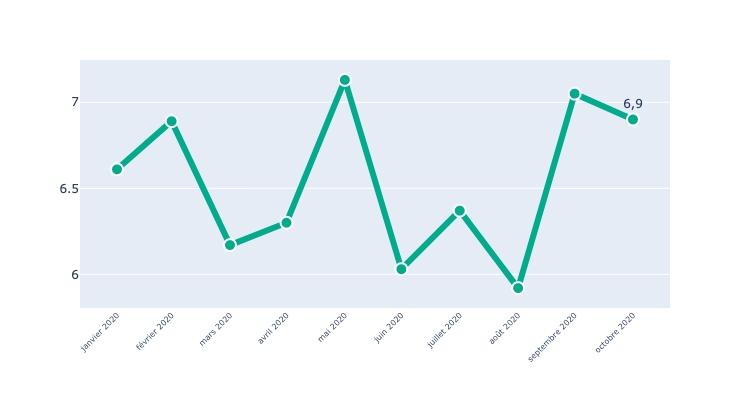 7
6.5
6
6,9
janvier 2020
février 2020
mars 2020
avril 2020
mai 2020
juin 2020
juillet 2020
août 2020
septembre 2020
octobre 2020